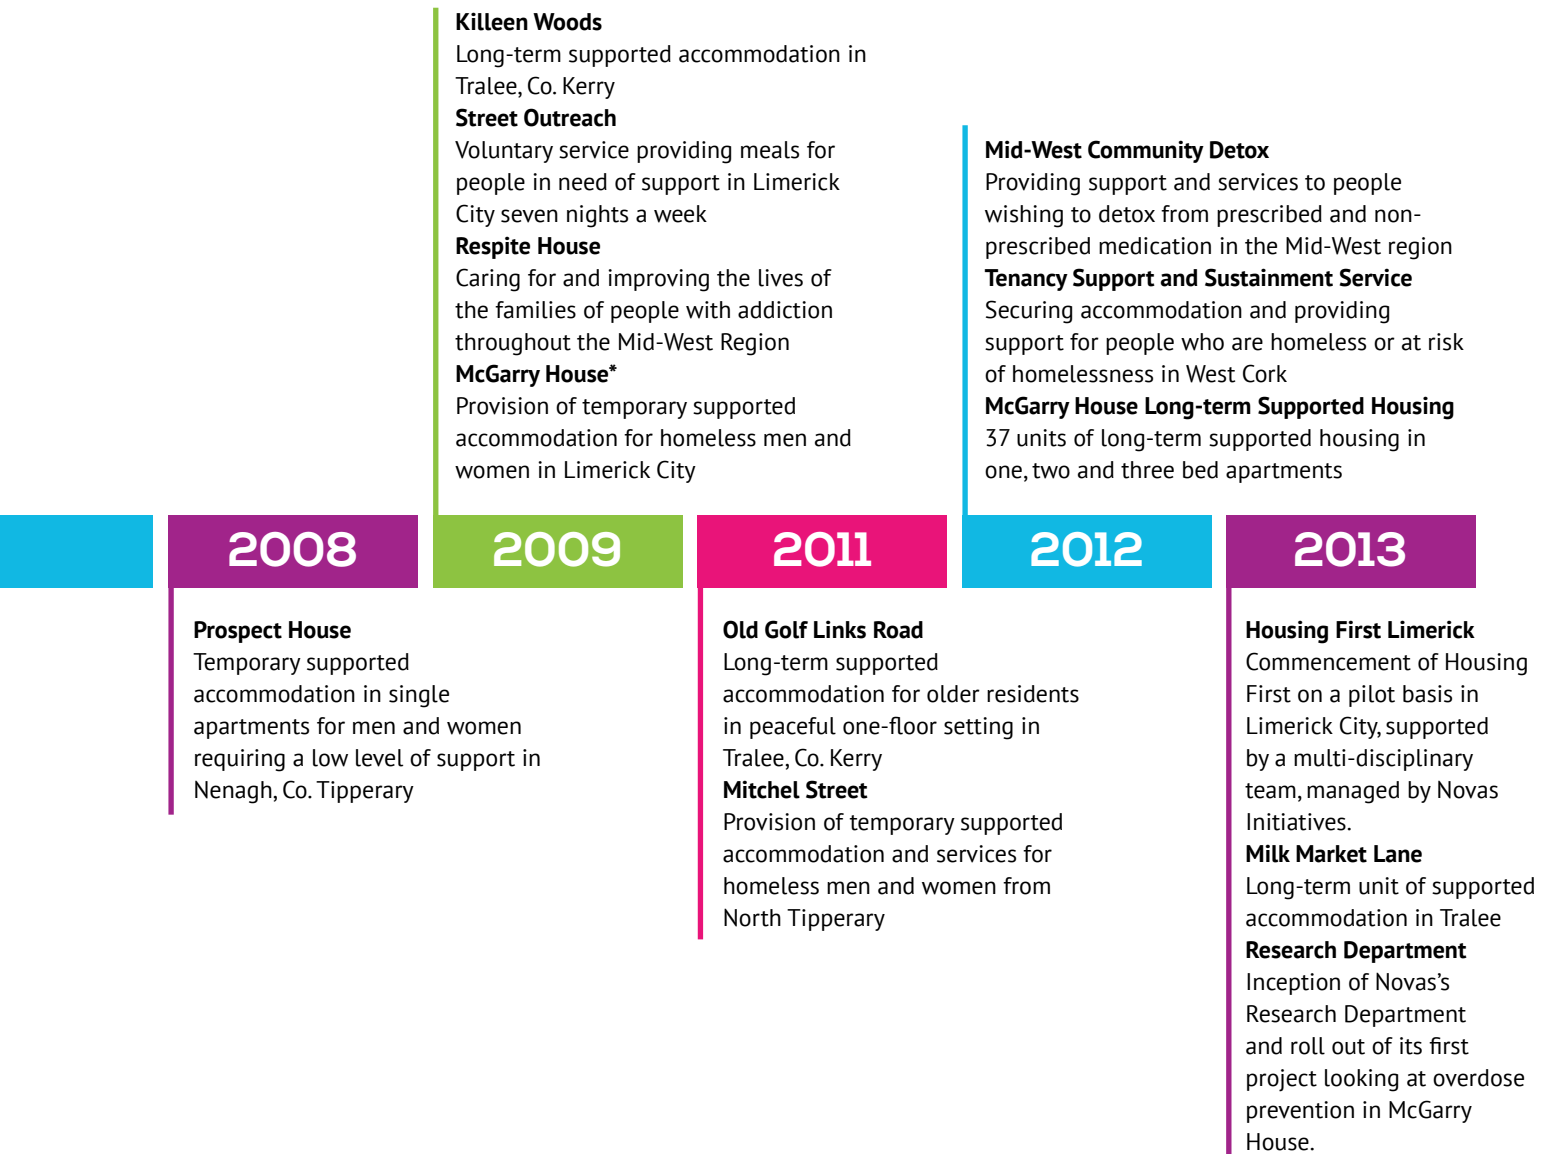 Killeen Woods
Long-term supported accommodation in
Tralee, Co. Kerry
Street Outreach
Voluntary service providing meals for
people in need of support in Limerick
City seven nights a week
Respite House
Caring for and improving the lives of
the families of people with addiction
throughout the Mid-West Region
McGarry House*
Provision of temporary supported
accommodation for homeless men and
women in Limerick City
Mid-West Community Detox
Providing support and services to people
wishing to detox from prescribed and non-
prescribed medication in the Mid-West region
Tenancy Support and Sustainment Service
Securing accommodation and providing
support for people who are homeless or at risk
of homelessness in West Cork
McGarry House Long-term Supported Housing
37 units of long-term supported housing in
one, two and three bed apartments
2008
2009
2011
2012
2013
Prospect House
Temporary supported
accommodation in single
apartments for men and women
requiring a low level of support in
Nenagh, Co. Tipperary
Old Golf Links Road
Long-term supported
accommodation for older residents
in peaceful one-floor setting in
Tralee, Co. Kerry
Mitchel Street
Provision of temporary supported
accommodation and services for
homeless men and women from
North Tipperary
Housing First Limerick
Commencement of Housing
First on a pilot basis in
Limerick City, supported
by a multi-disciplinary
team, managed by Novas
Initiatives.
Milk Market Lane
Long-term unit of supported
accommodation in Tralee
Research Department
Inception of Novas’s
Research Department
and roll out of its first
project looking at overdose
prevention in McGarry
House.